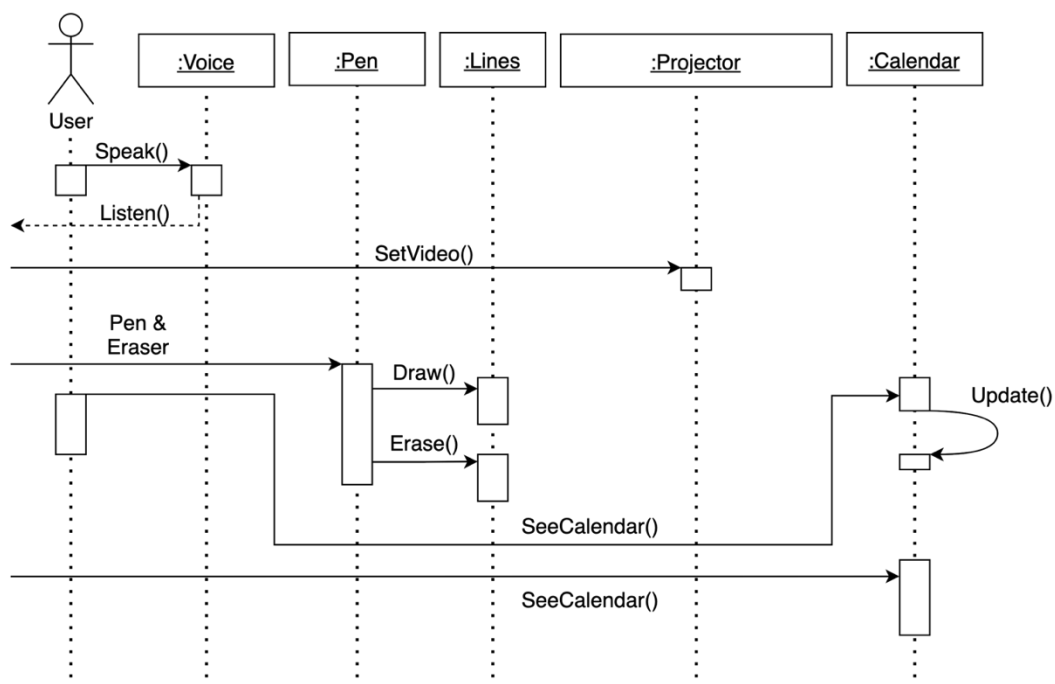 :Voice
:Pen
:Lines
:Projector
:Calendar
User
Speak()
Listen()
SetVideo()
Pen &
Eraser
Draw()
Update()
Erase()
SeeCalendar()
SeeCalendar()